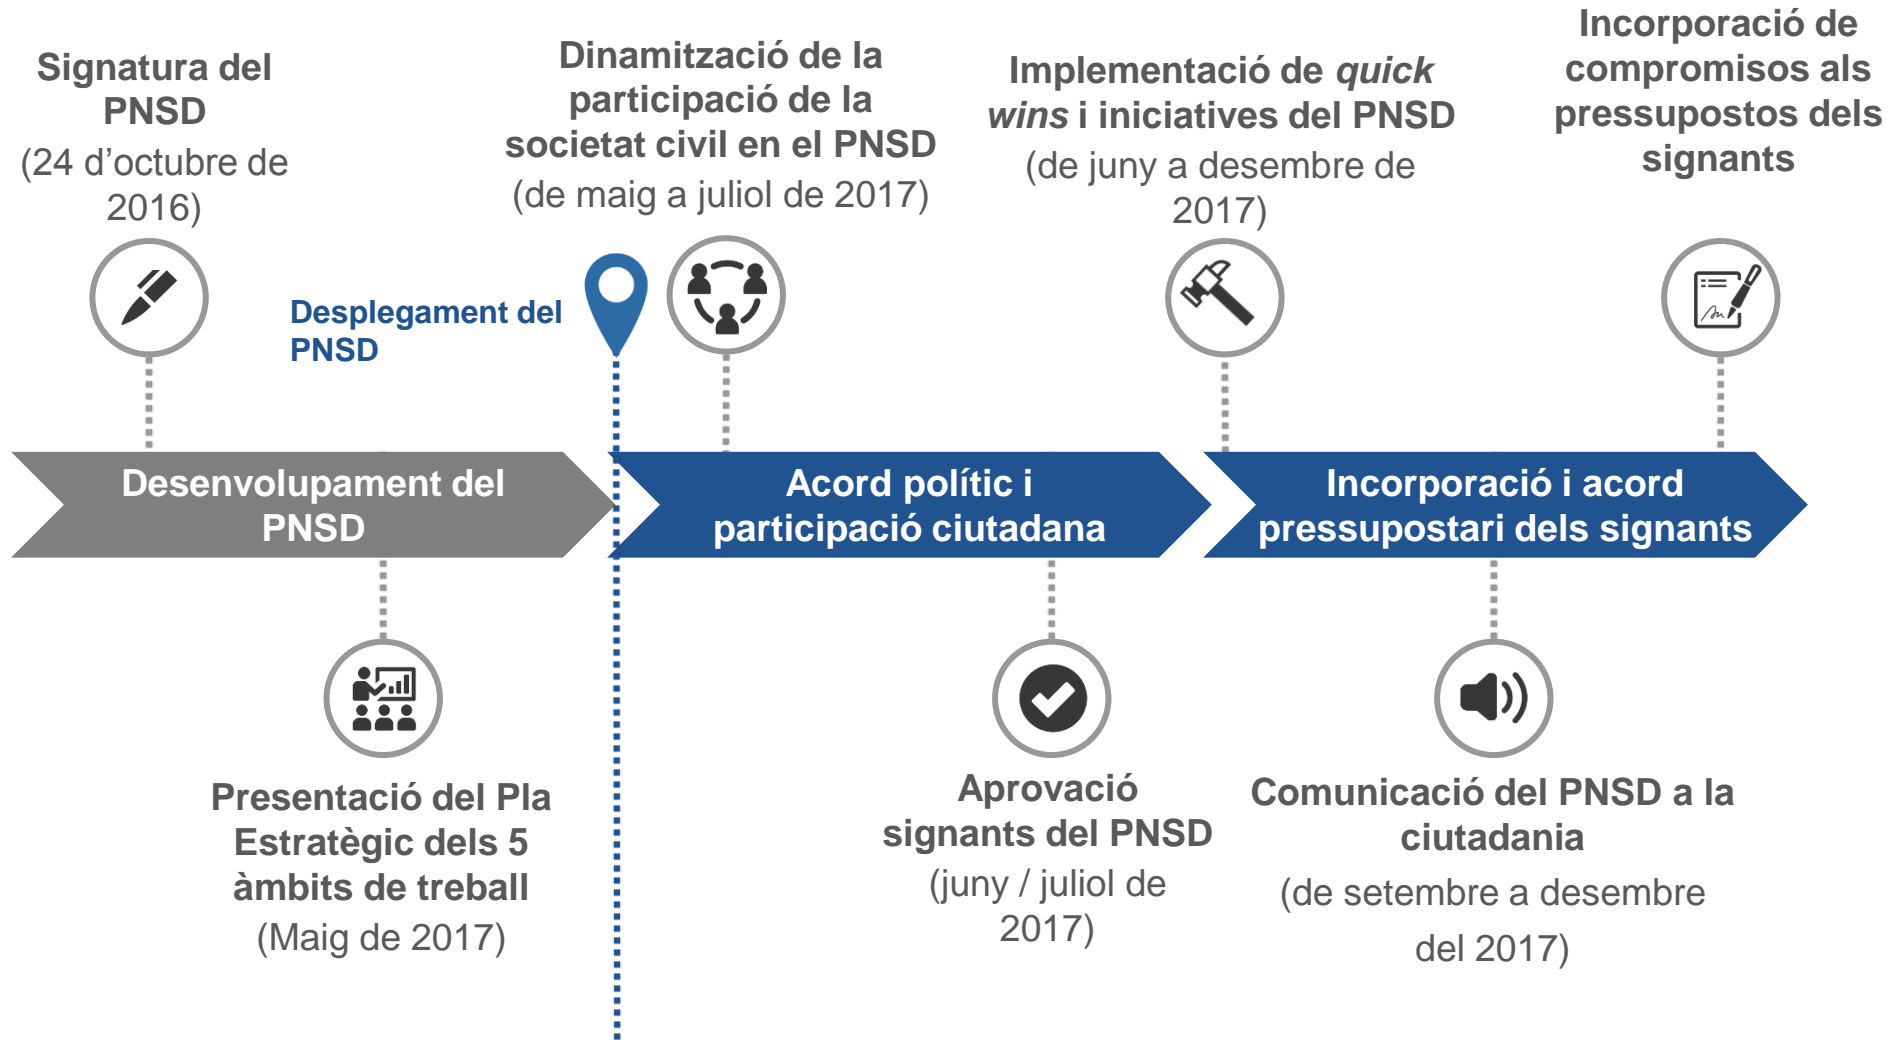 Signatura del
PNSD
(24 d’octubre de
2016)
Dinamització de la
participació de la
societat civil en el PNSD
(de maig a juliol de 2017)
Implementació de quick
wins i iniciatives del PNSD
(de juny a desembre de
2017)
Incorporació de
compromisos als
pressupostos dels
signants
Desplegament del
PNSD
Desenvolupament del
PNSD
Acord polític i
participació ciutadana
Incorporació i acord
pressupostari dels signants
Presentació del Pla
Estratègic dels 5
àmbits de treball
(Maig de 2017)
Aprovació
signants del PNSD
(juny / juliol de
2017)
Comunicació del PNSD a la
ciutadania
(de setembre a desembre
del 2017)